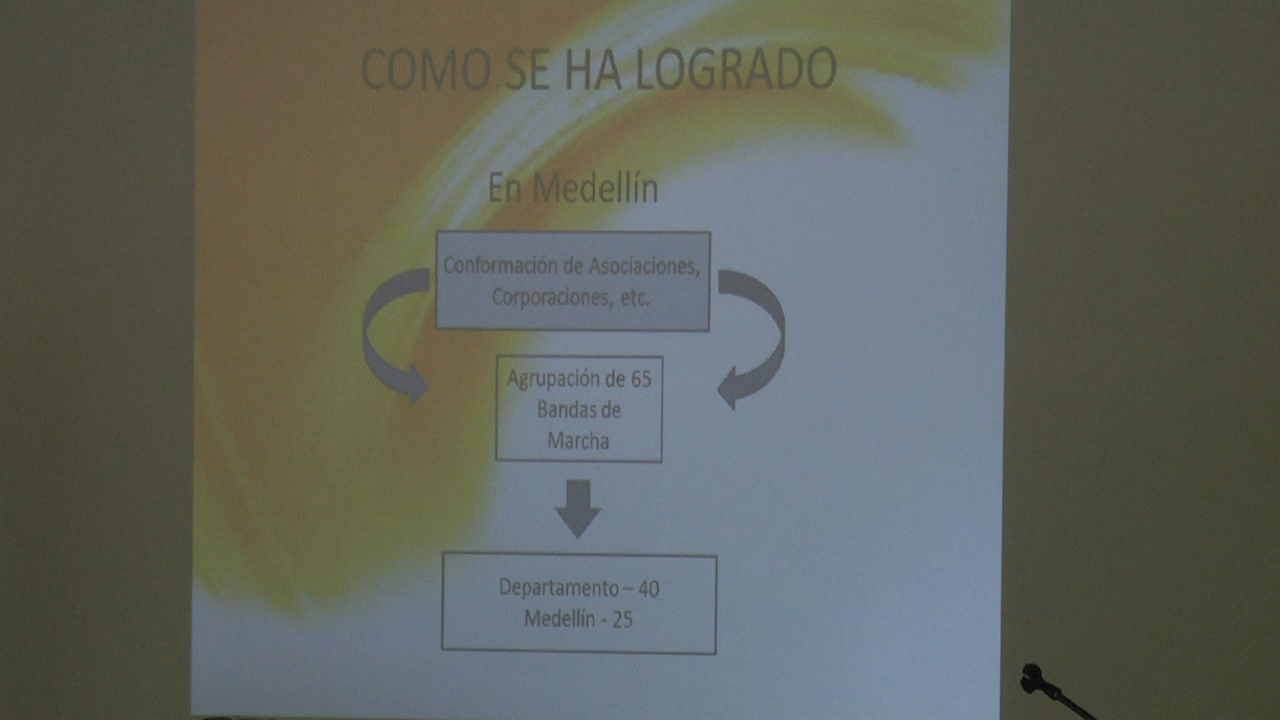 COMO SE HA LOGRADO
En Medellín
Conformación de Asociaciones,
Corporaciones, etc.
Agrupación de 65
Bandas de
Marcha
Departamento – 40
Medellín - 25